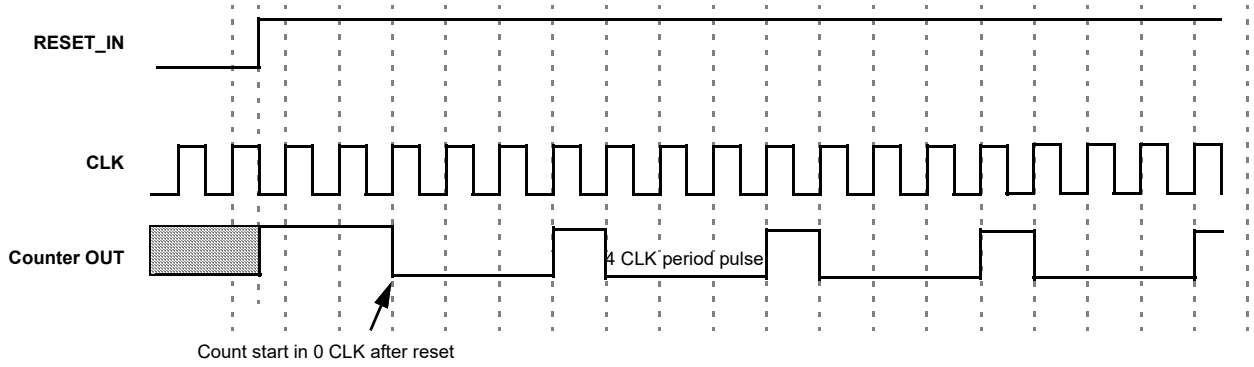 RESET_IN
CLK
Counter OUT
4 CLK period pulse
Count start in 0 CLK after reset